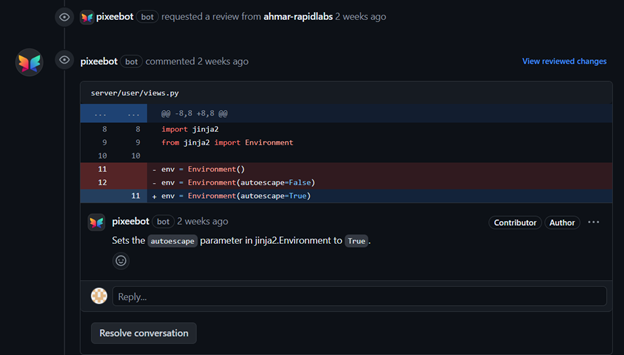 pixeebot bot requested a review from ahmar-rapidlabs 2 weeks ago
pixeebot bot commented 2 weeks ago View reviewed changes
server/user/views.py
... ... @@ -8,8 +8,8 @@
8 8 import jinja2
9 9 from jinja2 import Environment
10 10
11 - env = Environment()
12 - env = Environment(autoescape=False)
11 + env = Environment(autoescape=True)
pixeebot bot 2 weeks ago Contributor Author ...
Sets the autoescape parameter in jinja2.Environment to True.
Reply...
Resolve conversation